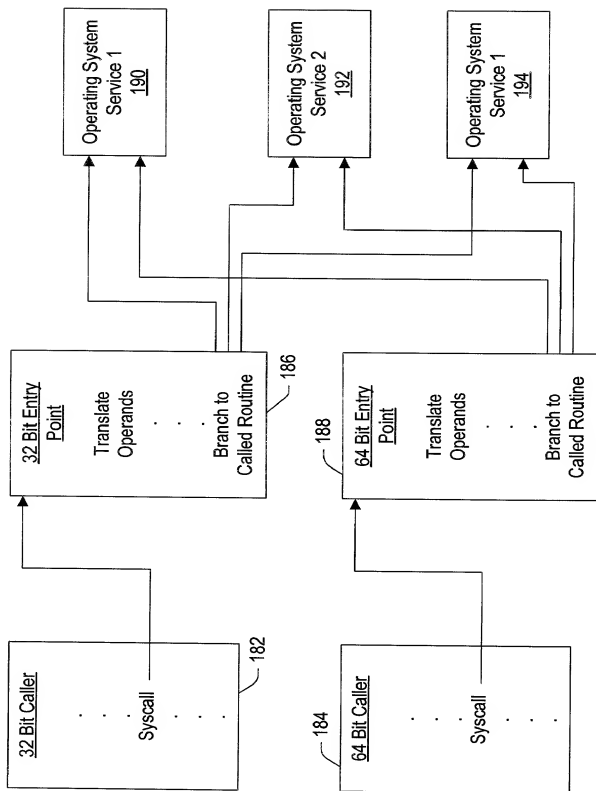 32 Bit Caller
.
.
.
Syscall
.
.
.
182
184
64 Bit Caller
.
.
.
Syscall
.
.
.
32 Bit Entry
Point
Translate
Operands
.
.
.
Branch to
Called Routine
186
188
64 Bit Entry
Point
Translate
Operands
.
.
.
Branch to
Called Routine
Operating System
Service 1
190
Operating System
Service 2
192
Operating System
Service 1
194